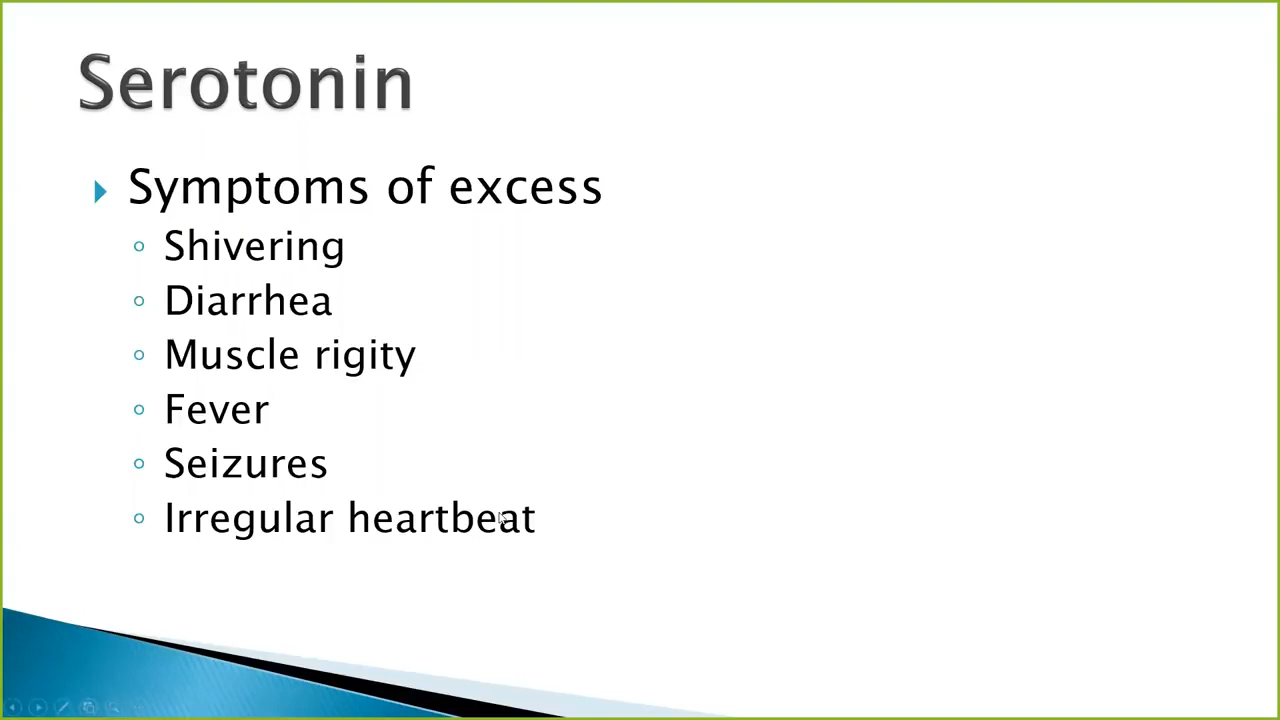 Serotonin
Symptoms of excess
Shivering
Diarrhea
Muscle rigity
Fever
Seizures
Irregular heartbeat